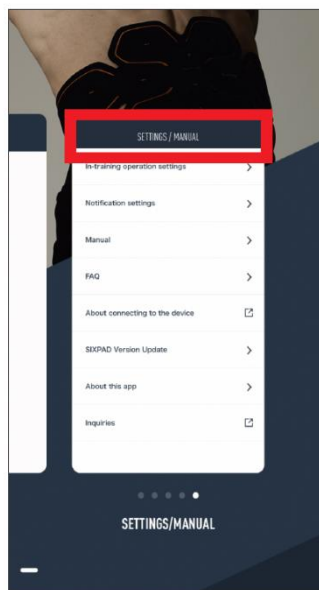 SETTINGS / MANUAL
In-training operation settings
Notification settings
Manual
FAQ
About connecting to the device
SIXPAD Version Update
About this app
Inquiries
SETTINGS/MANUAL